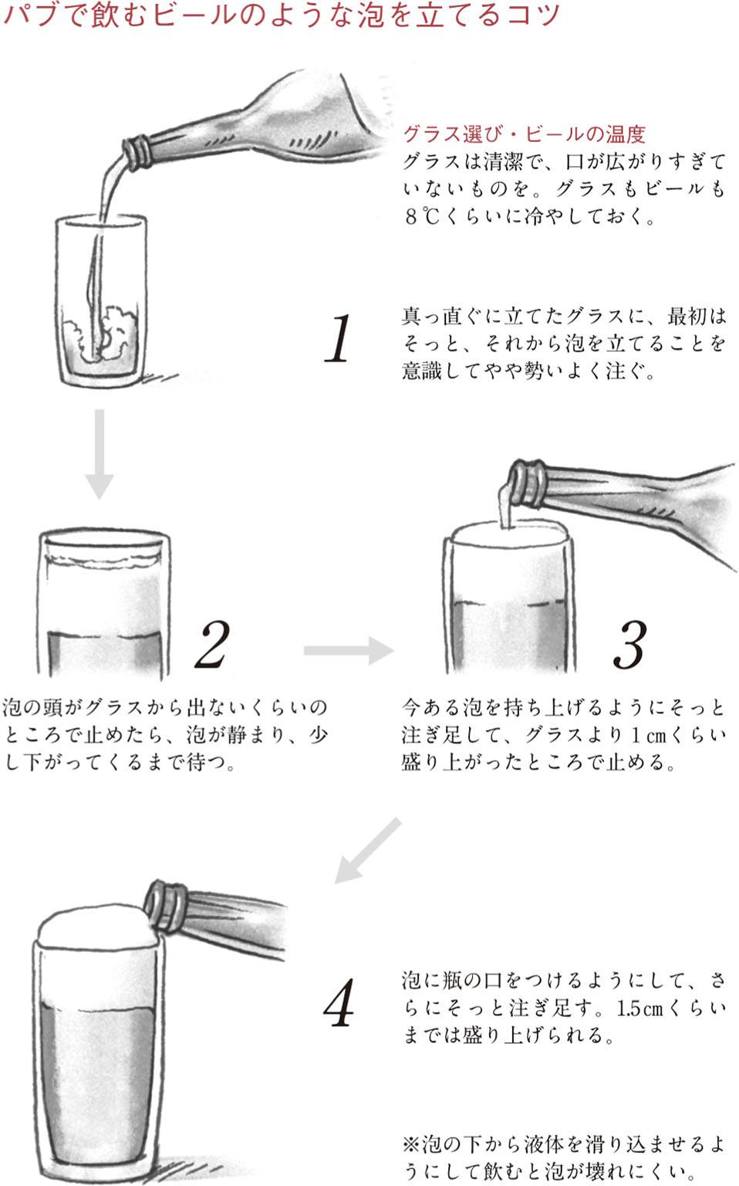 パブで飲むビールのような泡を立てるコツ
グラス選び・ビールの温度
グラスは清潔で、口が広がりすぎて
いないものを。グラスもビールも
8℃くらいに冷やしておく。
1
真っ直ぐに立てたグラスに、最初は
そっと、それから泡を立てることを
意識してやや勢いよく注ぐ。
2
泡の頭がグラスから出ないくらいの
ところで止めたら、泡が静まり、少
し下がってくるまで待つ。
3
今ある泡を持ち上げるようにそっと
注ぎ足して、グラスより1cmくらい
盛り上がったところで止める。
4
泡に瓶の口をつけるようにして、さ
らにそっと注ぎ足す。1.5cmくらい
までは盛り上げられる。
※泡の下から液体を滑り込ませるよ
うにして飲むと泡が壊れにくい。